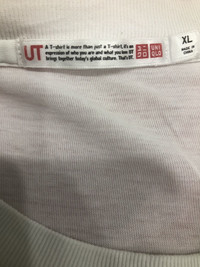 UT
A T-shirt is more than just a T-shirt, it's an
expression of who you are and what you love. UT
brings together today's global culture. That's UT.
UNI
QLO
XL
MADE IN
CHINA